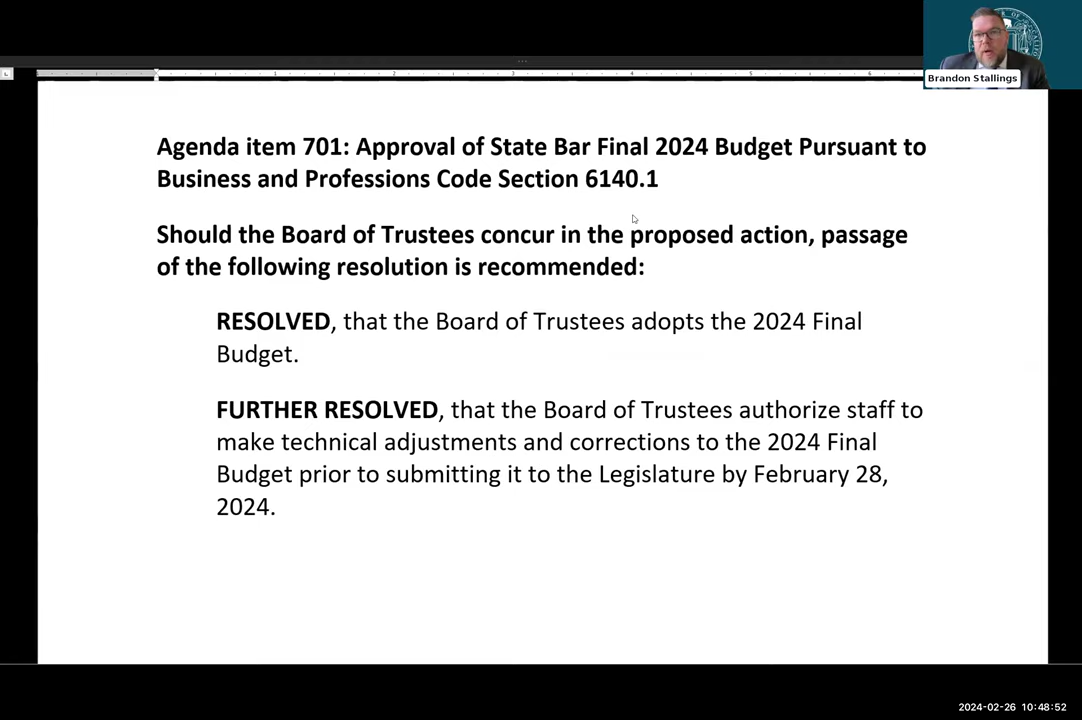 Brandon Stallings
Agenda item 701: Approval of State Bar Final 2024 Budget Pursuant to
Business and Professions Code Section 6140.1
Should the Board of Trustees concur in the proposed action, passage
of the following resolution is recommended:
RESOLVED, that the Board of Trustees adopts the 2024 Final
Budget.
FURTHER RESOLVED, that the Board of Trustees authorize staff to
make technical adjustments and corrections to the 2024 Final
Budget prior to submitting it to the Legislature by February 28,
2024.
2024-02-26 10:48:52